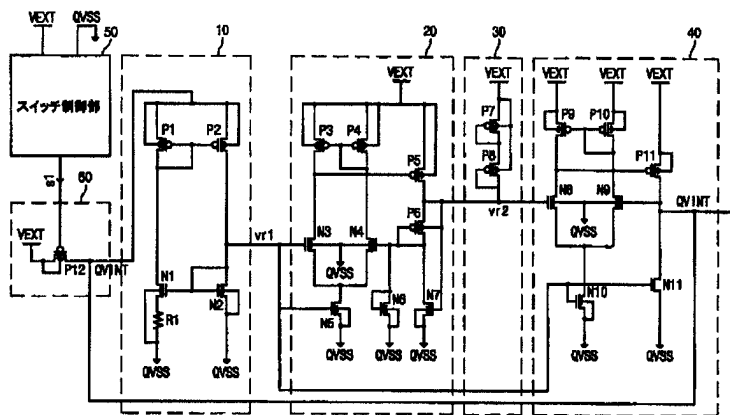 VEXT
QVSS
50
スイッチ制御部
s1
60
VEXT
P12
QVINT
10
P1
P2
N1
N2
R1
QVSS
QVSS
vr1
20
VEXT
P3
P4
P5
P6
N3
N4
QVSS
N5
N6
N7
QVSS
QVSS
QVSS
30
VEXT
P7
P8
vr2
40
VEXT
VEXT
VEXT
P9
P10
P11
N8
N9
QVSS
QVINT
N10
N11
QVSS
QVSS